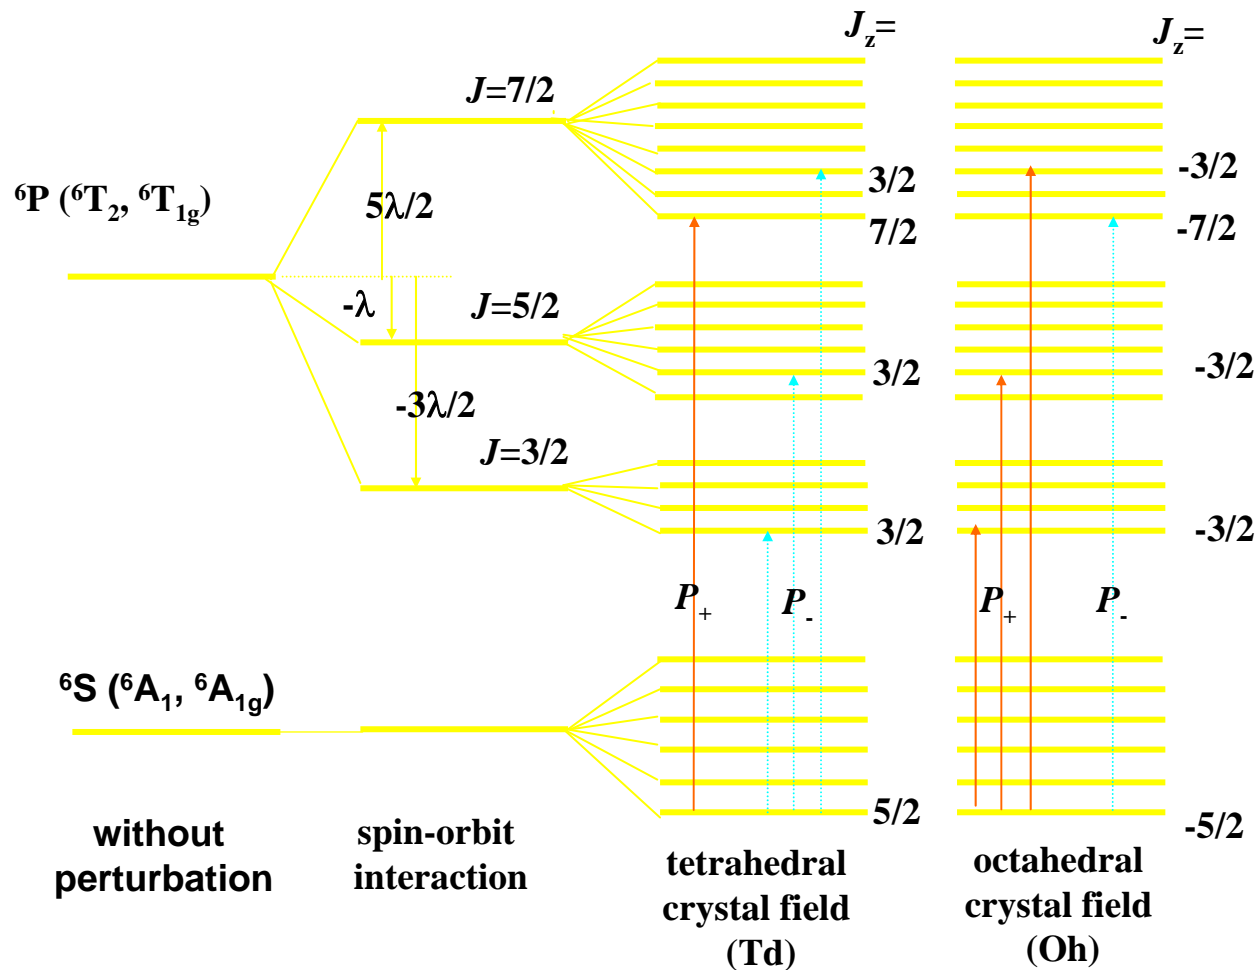 Jz=
Jz=
J=7/2
3/2
-3/2
⁶P (⁶T₂, ⁶T₁g)
5λ/2
7/2
-7/2
-λ
J=5/2
3/2
-3/2
-3λ/2
J=3/2
3/2
-3/2
P+
P-
P+
P-
⁶S (⁶A₁, ⁶A₁g)
5/2
-5/2
without
perturbation
spin-orbit
interaction
tetrahedral
crystal field
(Td)
octahedral
crystal field
(Oh)